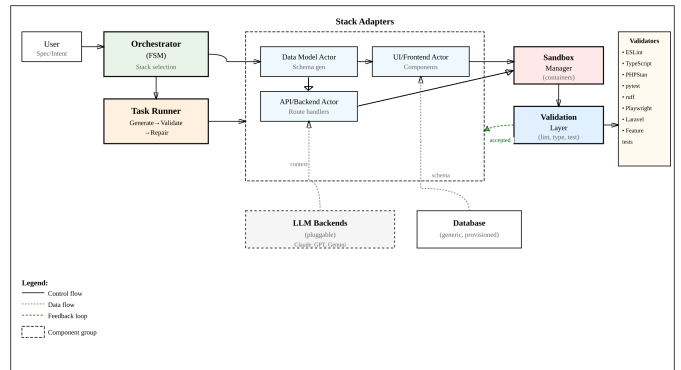 Stack Adapters
User
Spec/Intent
Orchestrator
(FSM)
Stack selection
Data Model Actor
Schema gen
UI/Frontend Actor
Components
Sandbox
Manager
(containers)
Validators
• ESLint
• TypeScript
• PHPStan
• pytest
• ruff
• Playwright
• Laravel
• Feature
tests
Task Runner
Generate→Validate
→Repair
API/Backend Actor
Route handlers
Validation
Layer
(lint, type, test)
accepted
context
schema
LLM Backends
(pluggable)
Claude, GPT, Gemini
Database
(generic, provisioned)
Legend:
Control flow
Data flow
Feedback loop
Component group